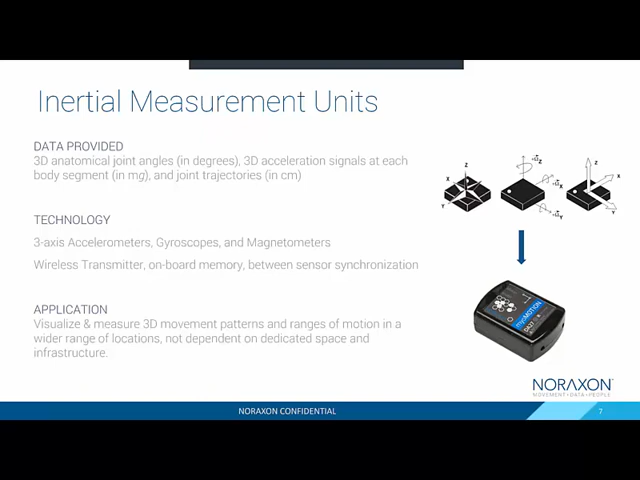 Inertial Measurement Units
DATA PROVIDED
3D anatomical joint angles (in degrees), 3D acceleration signals at each
body segment (in mg), and joint trajectories (in cm)
TECHNOLOGY
3-axis Accelerometers, Gyroscopes, and Magnetometers
Wireless Transmitter, on-board memory, between sensor synchronization
APPLICATION
Visualize & measure 3D movement patterns and ranges of motion in a
wider range of locations, not dependent on dedicated space and
infrastructure.
Z
X
Y
Z
X
Y
Z
X
Y
myoMOTION
NORAXON
MOVEMENT • DATA • PEOPLE
NORAXON CONFIDENTIAL
7